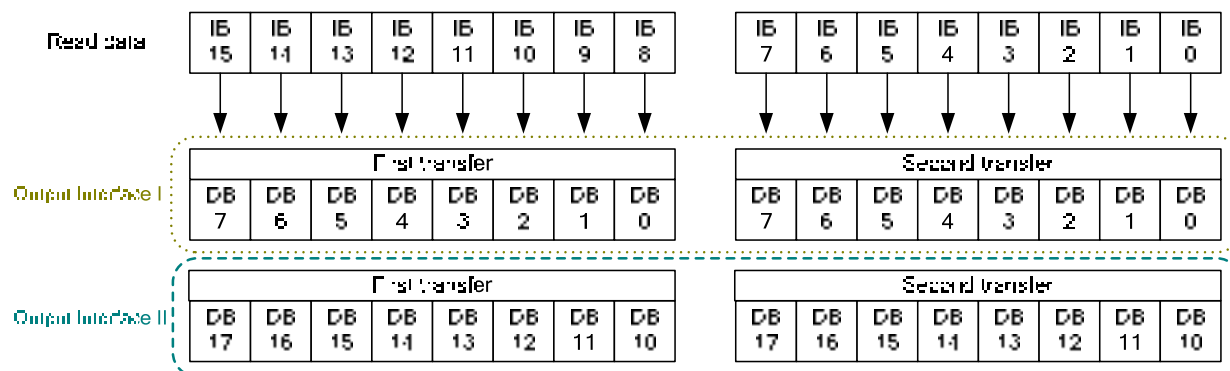 Read data
IB 15 IB 14 IB 13 IB 12 IB 11 IB 10 IB 9 IB 8 IB 7 IB 6 IB 5 IB 4 IB 3 IB 2 IB 1 IB 0
First transfer Second transfer
Output Interface I
DB 7 DB 6 DB 5 DB 4 DB 3 DB 2 DB 1 DB 0 DB 7 DB 6 DB 5 DB 4 DB 3 DB 2 DB 1 DB 0
First transfer Second transfer
Output Interface II
DB 17 DB 16 DB 15 DB 14 DB 13 DB 12 DB 11 DB 10 DB 17 DB 16 DB 15 DB 14 DB 13 DB 12 DB 11 DB 10